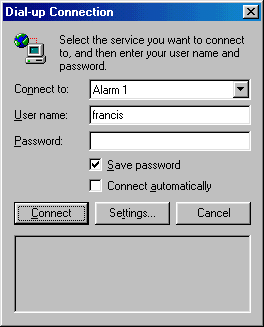 Dial-up Connection
Select the service you want to connect
to, and then enter your user name and
password.
Connect to: Alarm 1
User name: francis
Password:
Save password
Connect automatically
Connect Settings... Cancel